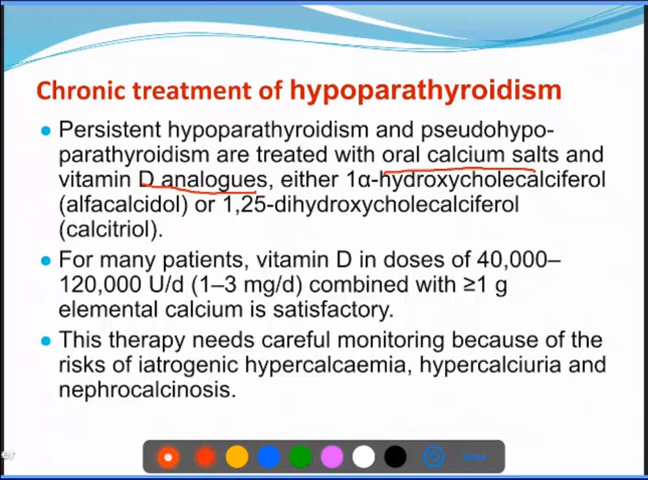 Chronic treatment of hypoparathyroidism
• Persistent hypoparathyroidism and pseudohypo-
parathyroidism are treated with oral calcium salts and
vitamin D analogues, either 1α-hydroxycholecalciferol
(alfacalcidol) or 1,25-dihydroxycholecalciferol
(calcitriol).
• For many patients, vitamin D in doses of 40,000–
120,000 U/d (1–3 mg/d) combined with ≥1 g
elemental calcium is satisfactory.
• This therapy needs careful monitoring because of the
risks of iatrogenic hypercalcaemia, hypercalciuria and
nephrocalcinosis.
er